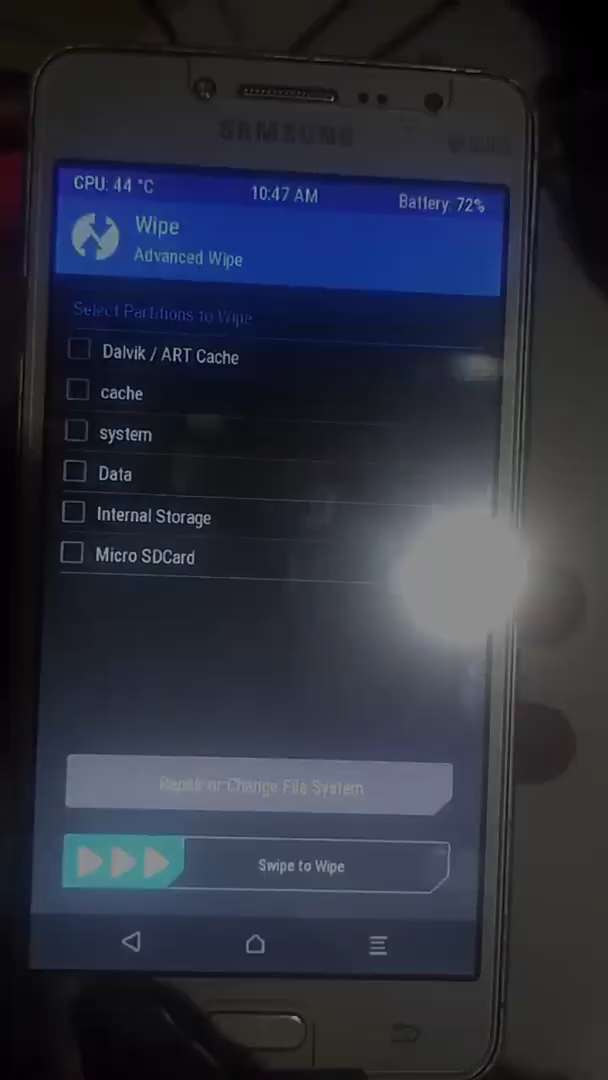 SAMSUNG
CPU: 44 °C
10:47 AM
Battery: 72%
Wipe
Advanced Wipe
Select Partitions to Wipe
Dalvik / ART Cache
cache
system
Data
Internal Storage
Micro SDCard
Repair or Change File System
Swipe to Wipe